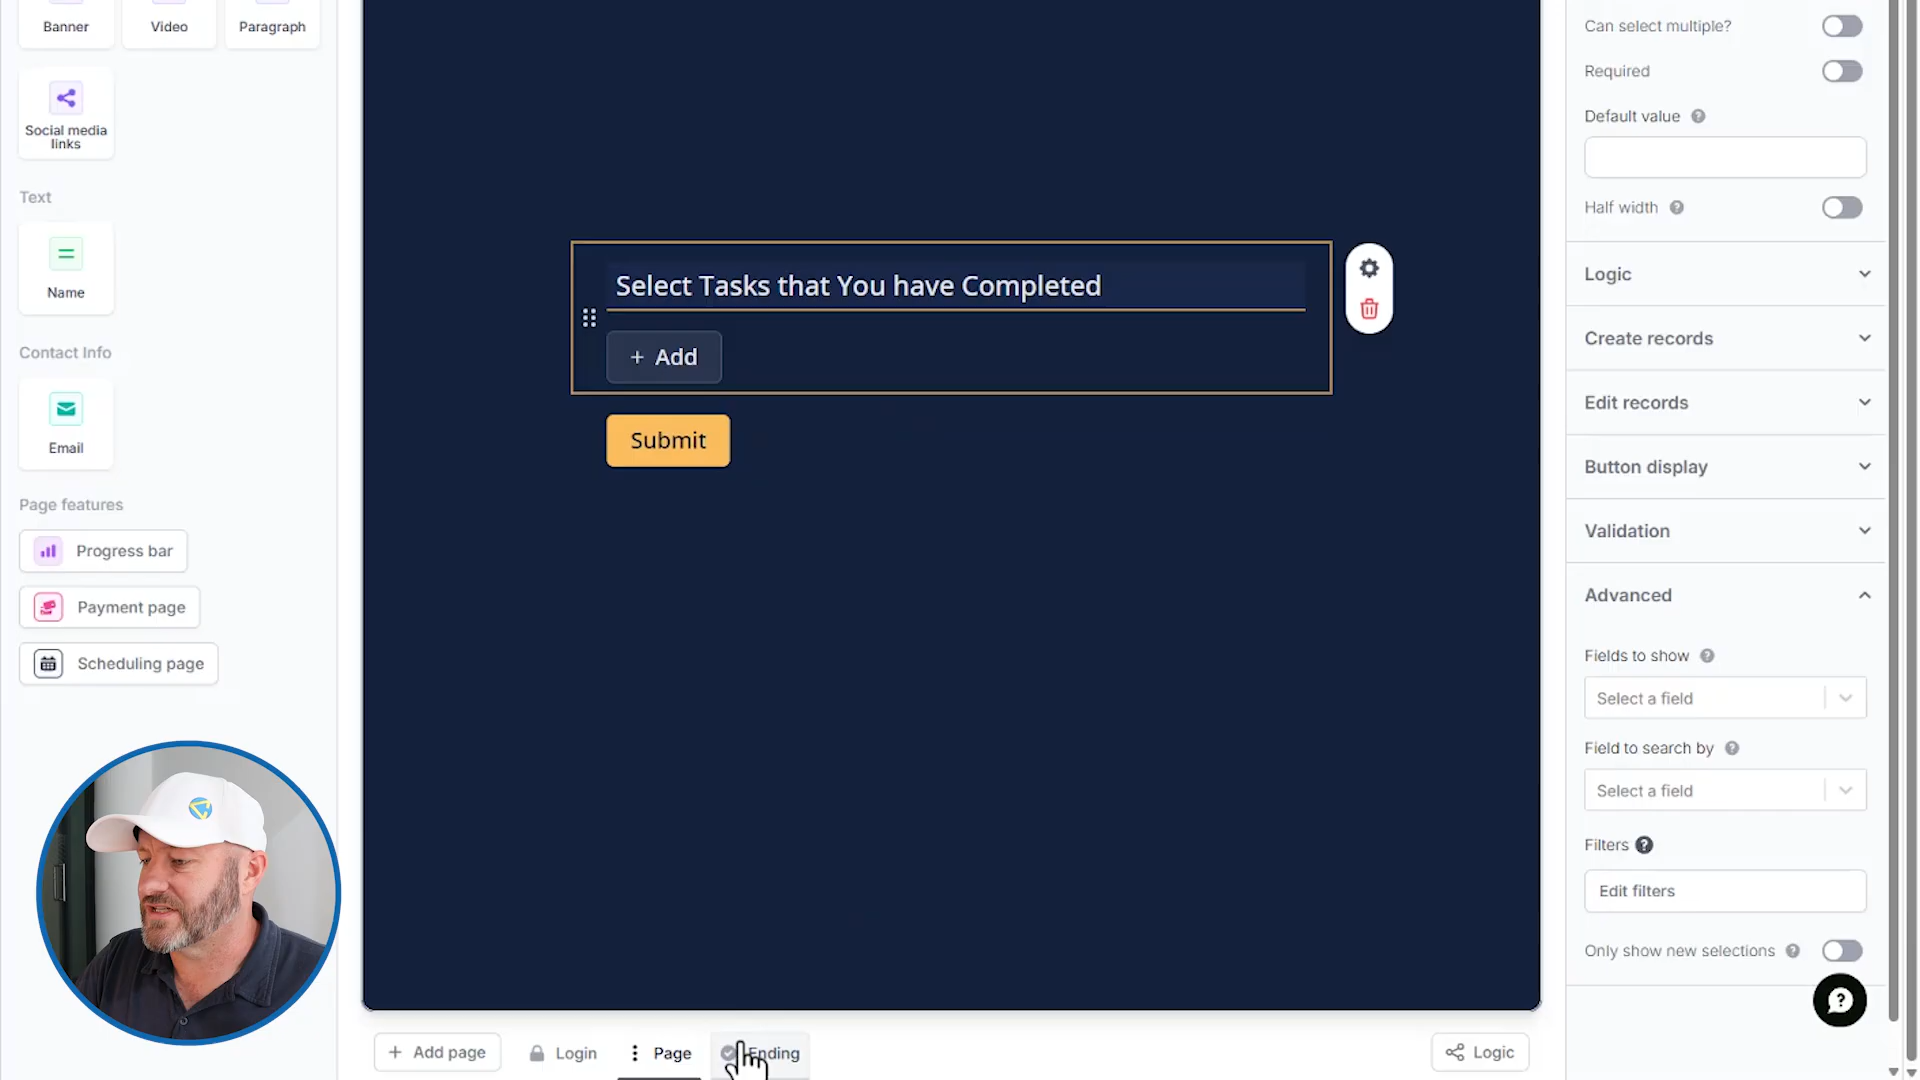 Banner
Video
Paragraph
Social media
links
Text
Name
Contact Info
Email
Page features
Progress bar
Payment page
Scheduling page
Select Tasks that You have Completed
+ Add
Submit
+ Add page
Login
Page
Ending
Logic
Can select multiple?
Required
Default value
Half width
Logic
Create records
Edit records
Button display
Validation
Advanced
Fields to show
Select a field
Field to search by
Select a field
Filters
Edit filters
Only show new selections